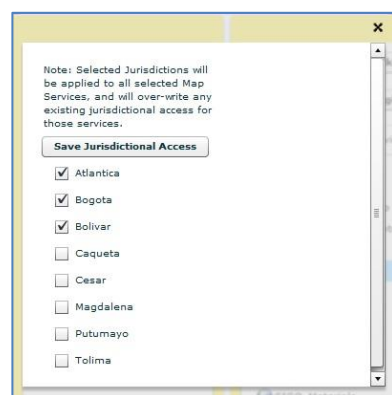 Note: Selected Jurisdictions will
be applied to all selected Map
Services, and will over-write any
existing jurisdictional access for
those services.
Save Jurisdictional Access
Atlantica
Bogota
Bolivar
Caqueta
Cesar
Magdalena
Putumayo
Tolima